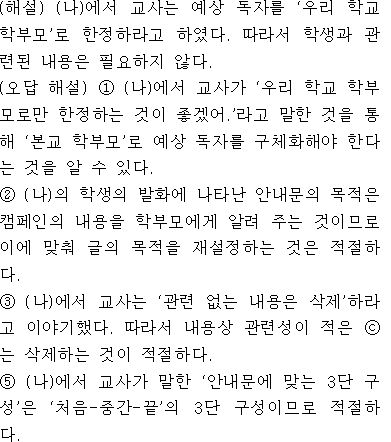 (해설) (나)에서 교사는 예상 독자를 ‘우리 학교
학부모’로 한정하라고 하였다. 따라서 학생과 관
련된 내용은 필요하지 않다.
(오답 해설) ① (나)에서 교사가 ‘우리 학교 학부
모로만 한정하는 것이 좋겠어.’라고 말한 것을 통
해 ‘본교 학부모’로 예상 독자를 구체화해야 한다
는 것을 알 수 있다.
② (나)의 학생의 발화에 나타난 안내문의 목적은
캠페인의 내용을 학부모에게 알려 주는 것이므로
이에 맞춰 글의 목적을 재설정하는 것은 적절하
다.
③ (나)에서 교사는 ‘관련 없는 내용은 삭제’하라
고 이야기했다. 따라서 내용상 관련성이 적은 ⓒ
는 삭제하는 것이 적절하다.
⑤ (나)에서 교사가 말한 ‘안내문에 맞는 3단 구
성’은 ‘처음-중간-끝’의 3단 구성이므로 적절하
다.